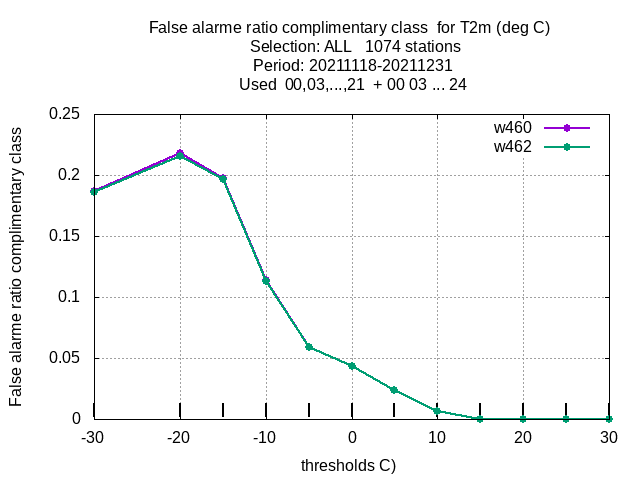 False alarme ratio complimentary class  for T2m (deg C)
Selection: ALL   1074 stations
Period: 20211118-20211231
Used  00,03,...,21  + 00 03 ... 24
False alarme ratio complimentary class
0.25
0.2
0.15
0.1
0.05
0
w460
w462
-30 -20 -10 0 10 20 30
thresholds C)